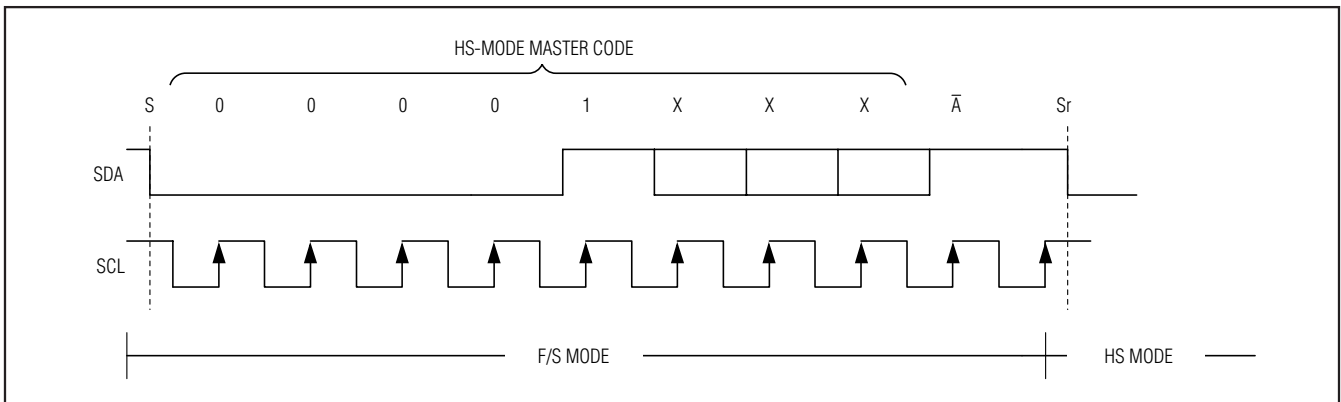 HS-MODE MASTER CODE
S 0 0 0 0 1 X X X A̅ Sr
SDA
SCL
F/S MODE HS MODE